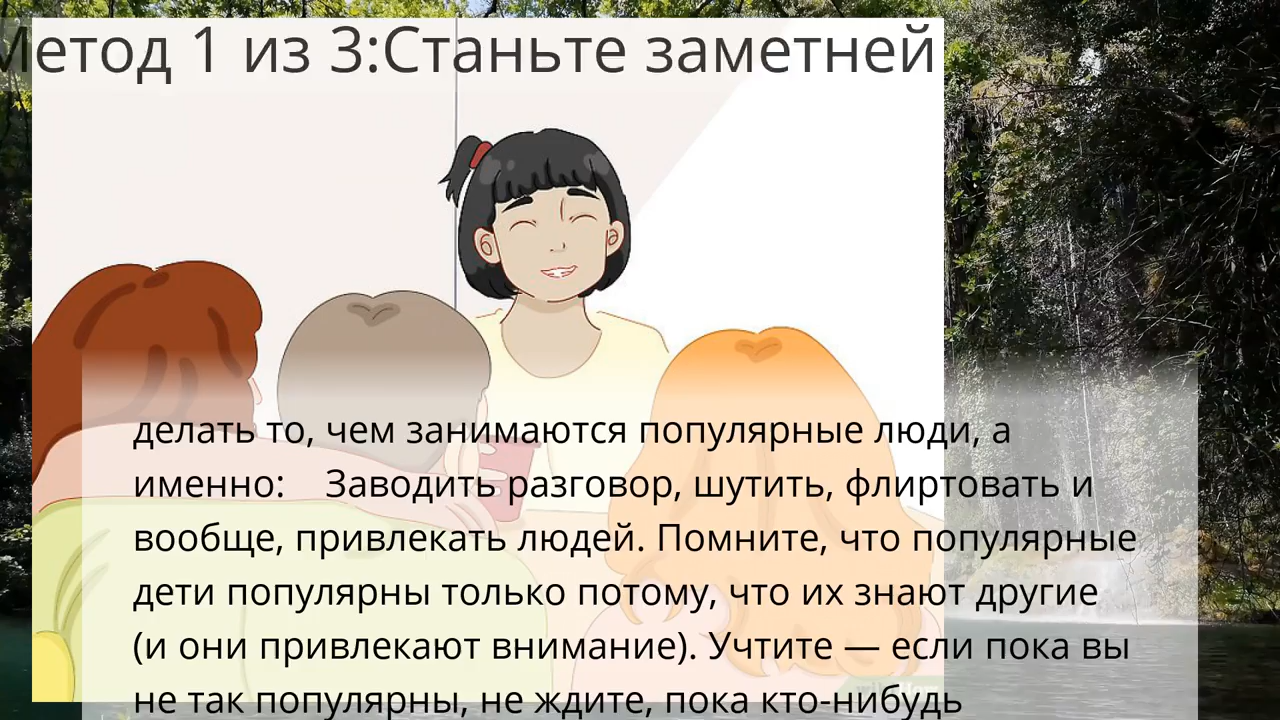 Метод 1 из 3:Станьте заметней
делать то, чем занимаются популярные люди, а
именно: Заводить разговор, шутить, флиртовать и
вообще, привлекать людей. Помните, что популярные
дети популярны только потому, что их знают другие
(и они привлекают внимание). Учтите — если пока вы
не так популярны, не ждите, пока кто-нибудь